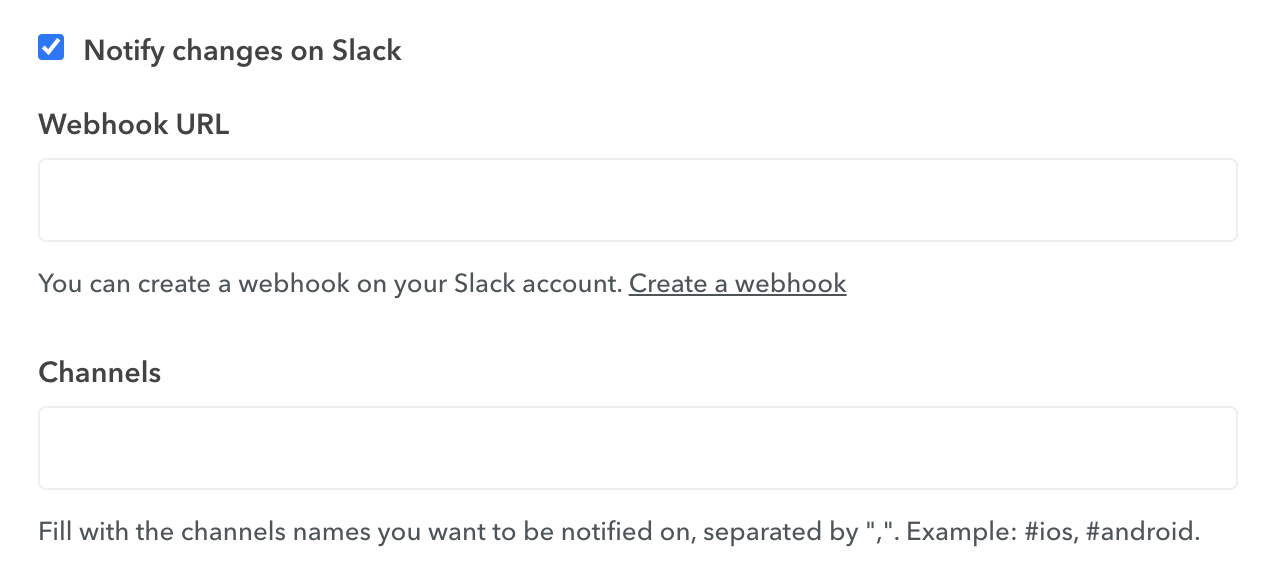 Notify changes on Slack
Webhook URL
You can create a webhook on your Slack account. Create a webhook
Channels
Fill with the channels names you want to be notified on, separated by ",". Example: #ios, #android.